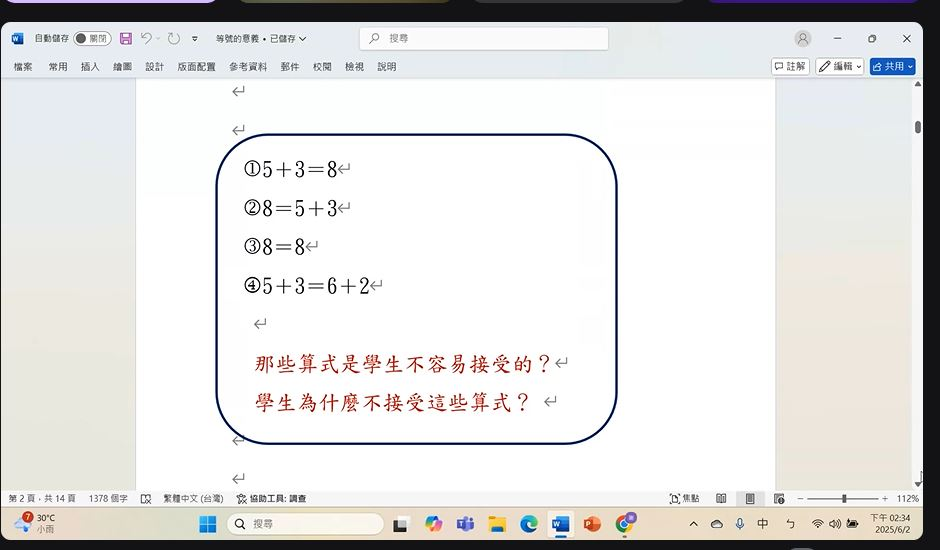 自動儲存 關閉 等號的意義 • 已儲存 搜尋
檔案 常用 插入 繪圖 設計 版面配置 參考資料 郵件 校閱 檢視 說明 註解 編輯 共用
①5+3=8
②8=5+3
③8=8
④5+3=6+2
那些算式是學生不容易接受的？
學生為什麼不接受這些算式？
第 2 頁，共 14 頁 1378 個字 繁體中文 (台灣) 協助工具: 調查 焦點 112%
7 30°C 搜尋 中 ㄅ 下午 02:34
小雨 2025/6/2